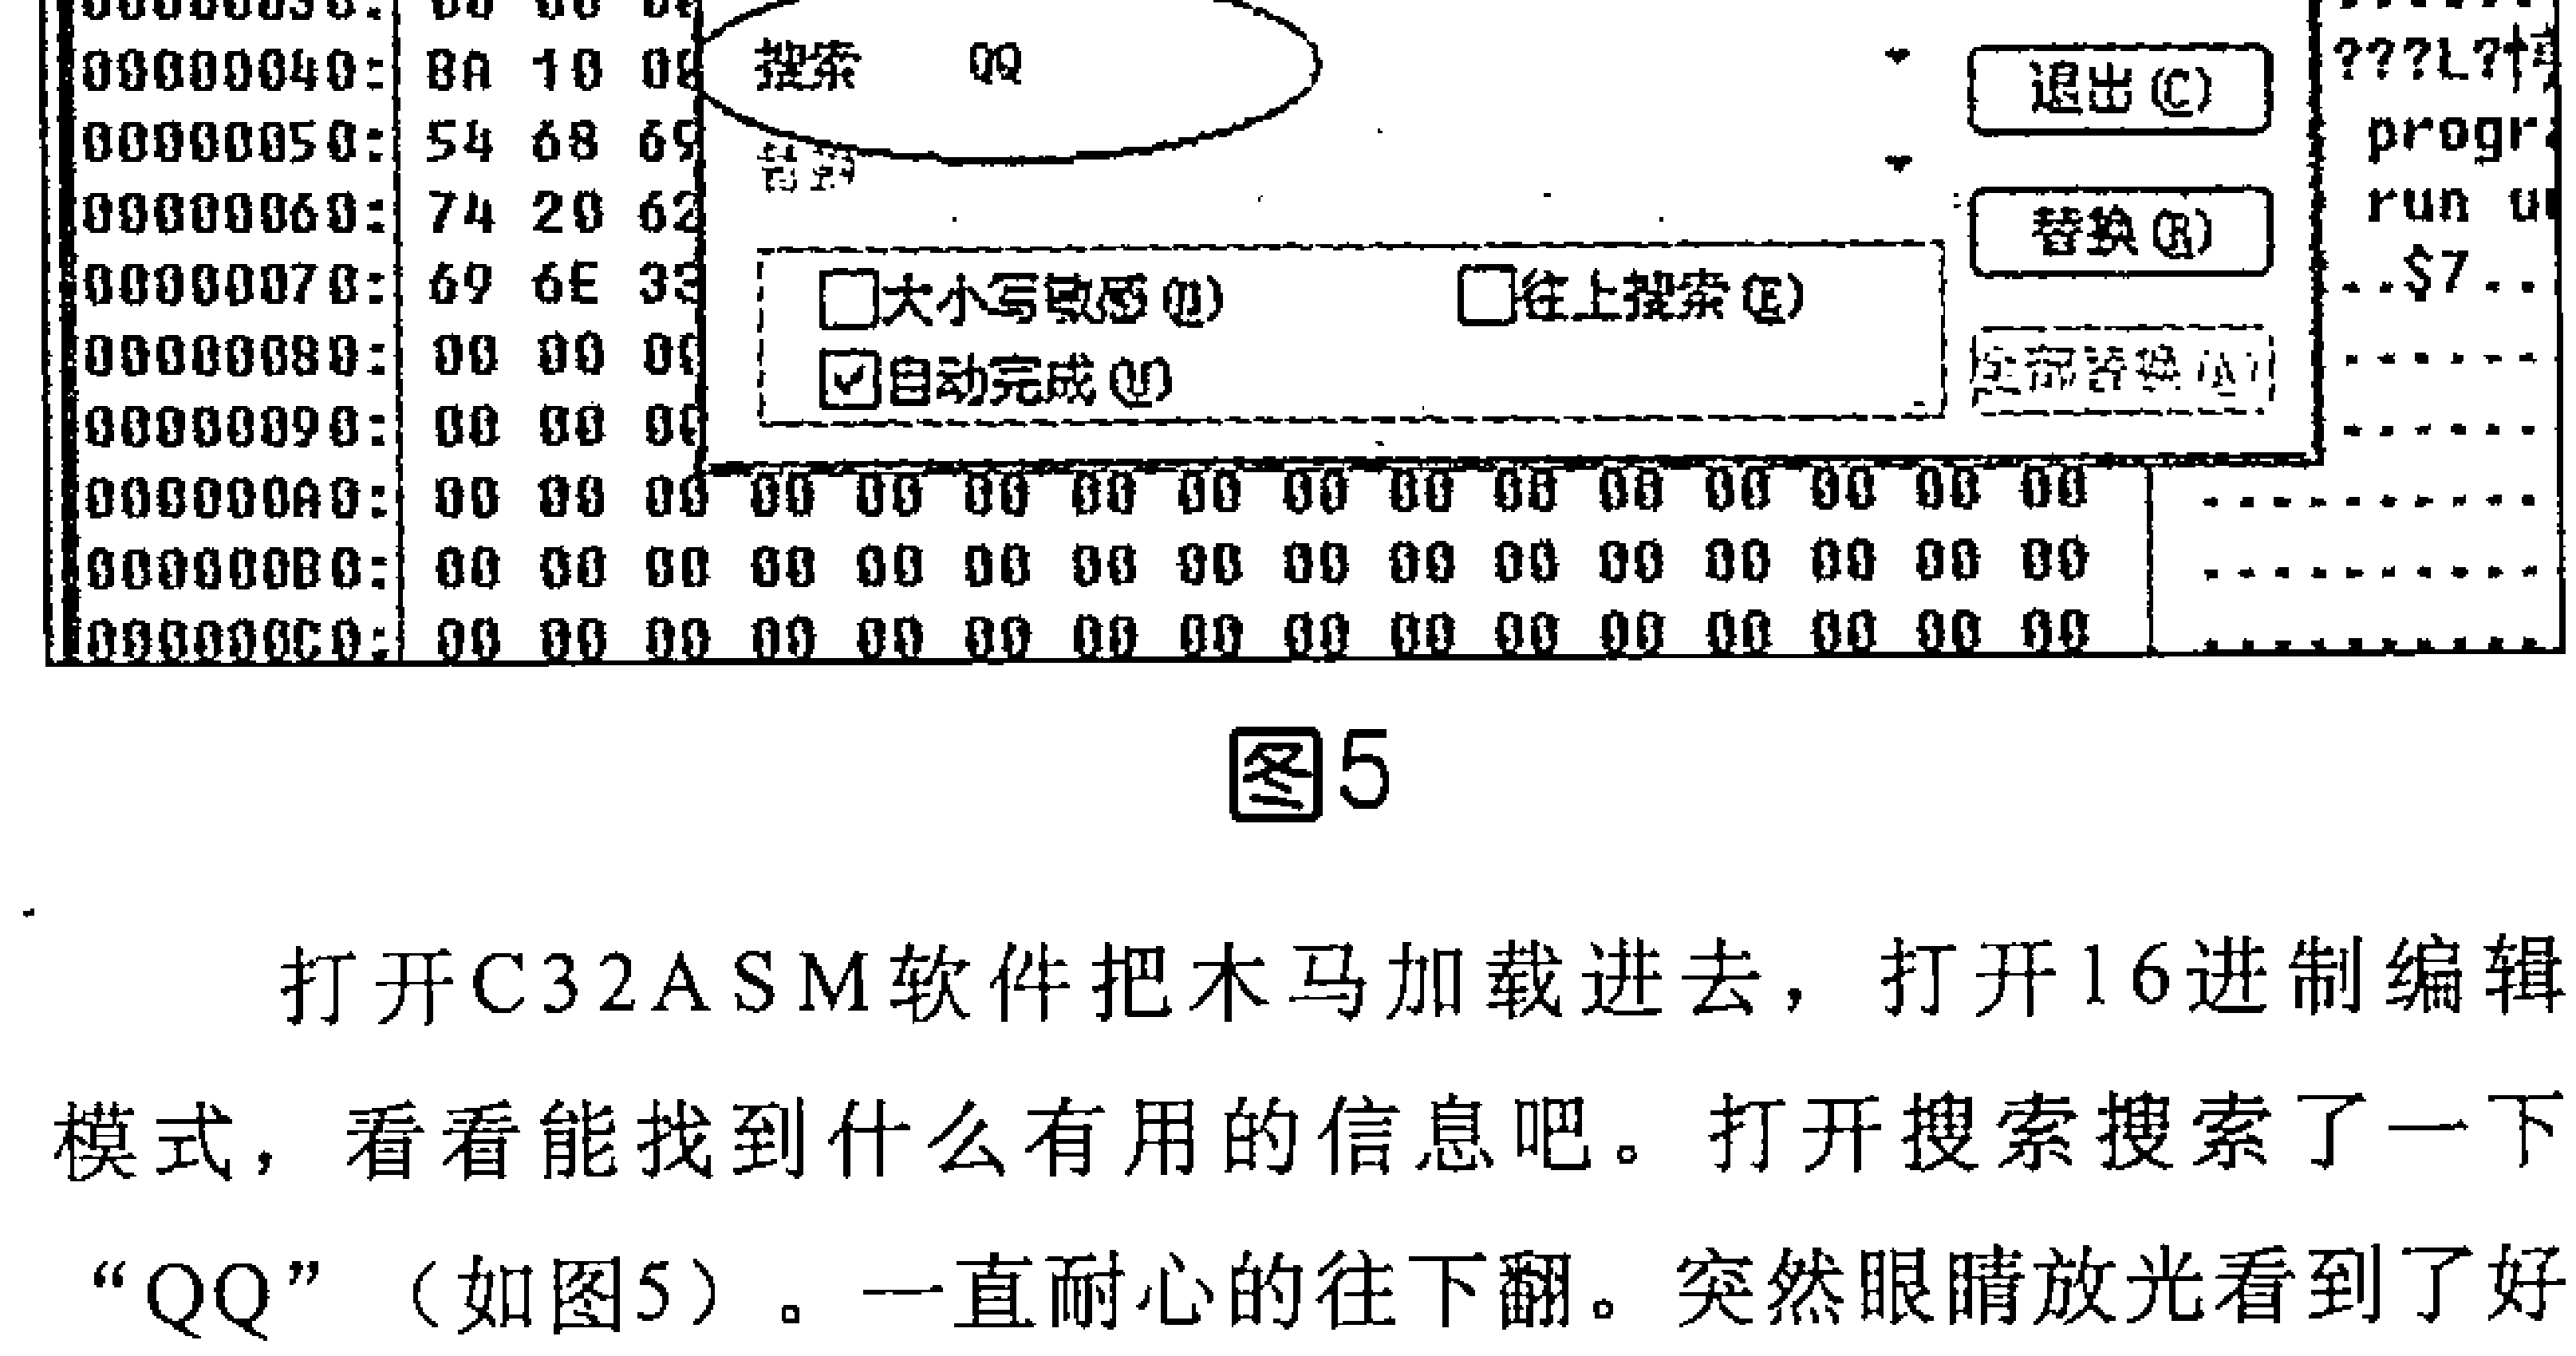 搜索 QQ
00000040: BA 10 退出(C) ???L?
00000050: 54 68 69 progr
替换
00000060: 74 20 62 替换(R) run u
00000070: 69 6E 33 大小写敏感 往上搜索(E) ..$7..
00000080: 00 00 00 自动完成(U) 全部替换(A) ......
00000090: 00 00 00 ......
000000A0: 00 00 00 00 00 00 00 00 00 00 00 00 00 00 00 00 ..........
000000B0: 00 00 00 00 00 00 00 00 00 00 00 00 00 00 00 00 ..........
000000C0: 00 00 00 00 00 00 00 00 00 00 00 00 00 00 00 00 ..........
图5
打开C32ASM软件把木马加载进去，打开16进制编辑
模式，看看能找到什么有用的信息吧。打开搜索搜索了一下
“QQ”（如图5）。一直耐心的往下翻。突然眼睛放光看到了好